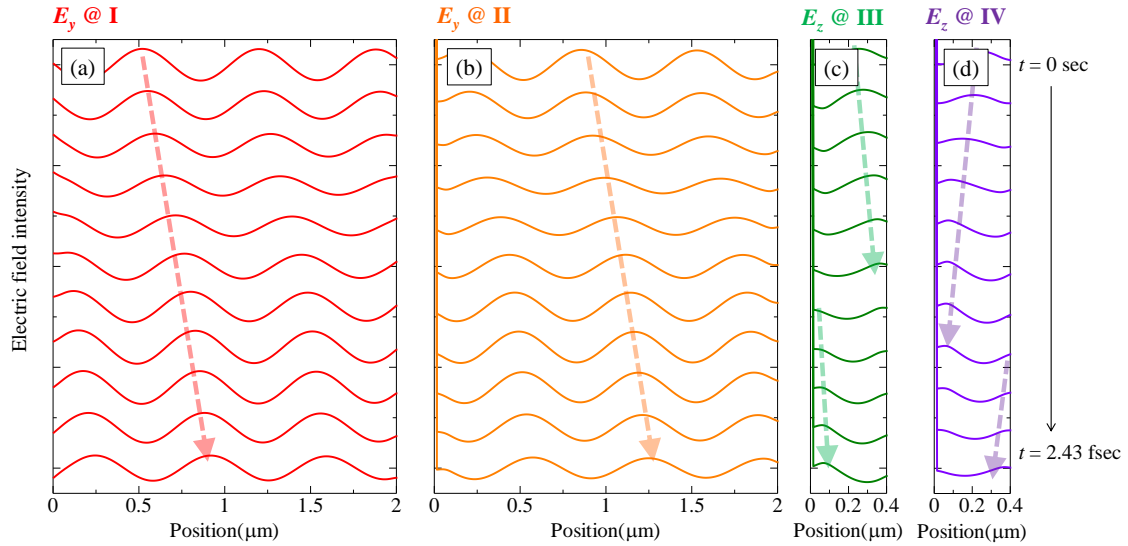 E_y @ I
E_y @ II
E_z @ III
E_z @ IV
(a)
(b)
(c)
(d)
t = 0 sec
t = 2.43 fsec
Electric field intensity
0 0.5 1 1.5 2
0 0.5 1 1.5 2
0 0.2 0.4
0 0.2 0.4
Position(μm)
Position(μm)
Position(μm)
Position(μm)